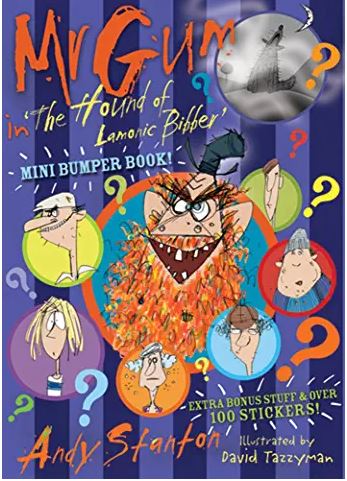 Mr Gum
in 'The Hound of
Lamonic Bibber'
MINI BUMPER BOOK!
EXTRA BONUS STUFF & OVER
100 STICKERS!
Andy Stanton
Illustrated by
David Tazzyman